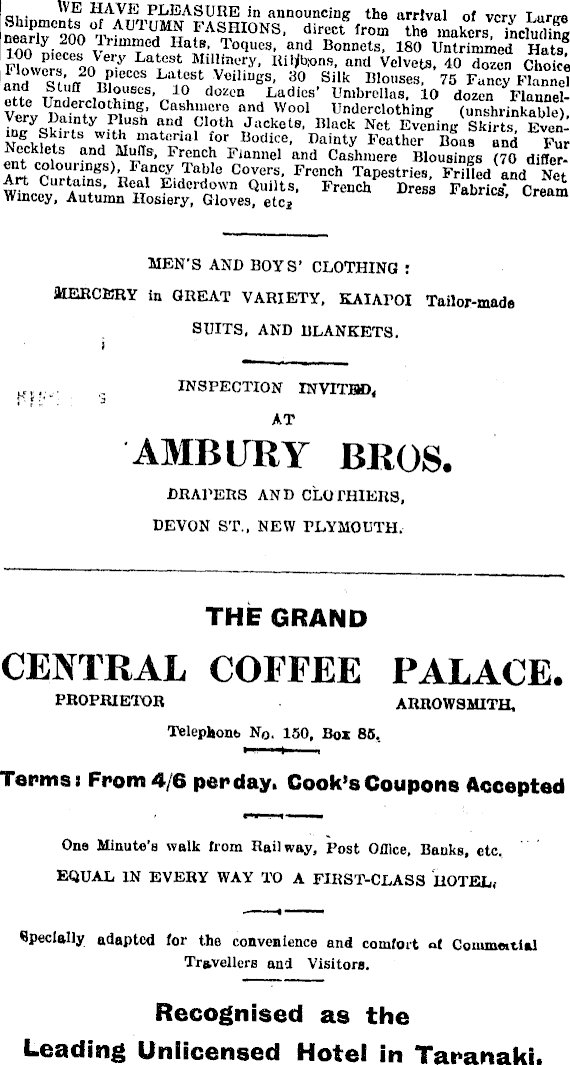 WE HAVE PLEASURE in announcing the arrival of very Large
Shipments of AUTUMN FASHIONS, direct from the makers, including
nearly 200 Trimmed Hats, Toques, and Bonnets, 180 Untrimmed Hats,
100 pieces Very Latest Millinery, Ribbons, and Velvets, 40 dozen Choice
Flowers, 20 pieces Latest Veilings, 30 Silk Blouses, 75 Fancy Flannel
and Stuff Blouses, 10 dozen Ladies' Umbrellas, 10 dozen Flannel-
ette Underclothing, Cashmere and Wool Underclothing (unshrinkable),
Very Dainty Plush and Cloth Jackets, Black Net Evening Skirts, Even-
ing Skirts with material for Bodice, Dainty Feather Boas and Fur
Necklets and Muffs, French Flannel and Cashmere Blousings (70 differ-
ent colourings), Fancy Table Covers, French Tapestries, Frilled and Net
Art Curtains, Real Eiderdown Quilts, French Dress Fabrics, Cream
Wincey, Autumn Hosiery, Gloves, etc.
MEN'S AND BOYS' CLOTHING:
MERCERY in GREAT VARIETY, KAIAPOI Tailor-made
SUITS, AND BLANKETS.
INSPECTION INVITED,
AT
AMBURY BROS.
DRAPERS AND CLOTHIERS,
DEVON ST., NEW PLYMOUTH.
THE GRAND
CENTRAL COFFEE PALACE.
PROPRIETOR ARROWSMITH.
Telephone No. 150, Box 85.
Terms: From 4/6 per day. Cook's Coupons Accepted
One Minute's walk from Railway, Post Office, Banks, etc.
EQUAL IN EVERY WAY TO A FIRST-CLASS HOTEL.
Specially adapted for the convenience and comfort of Commercial
Travellers and Visitors.
Recognised as the
Leading Unlicensed Hotel in Taranaki.